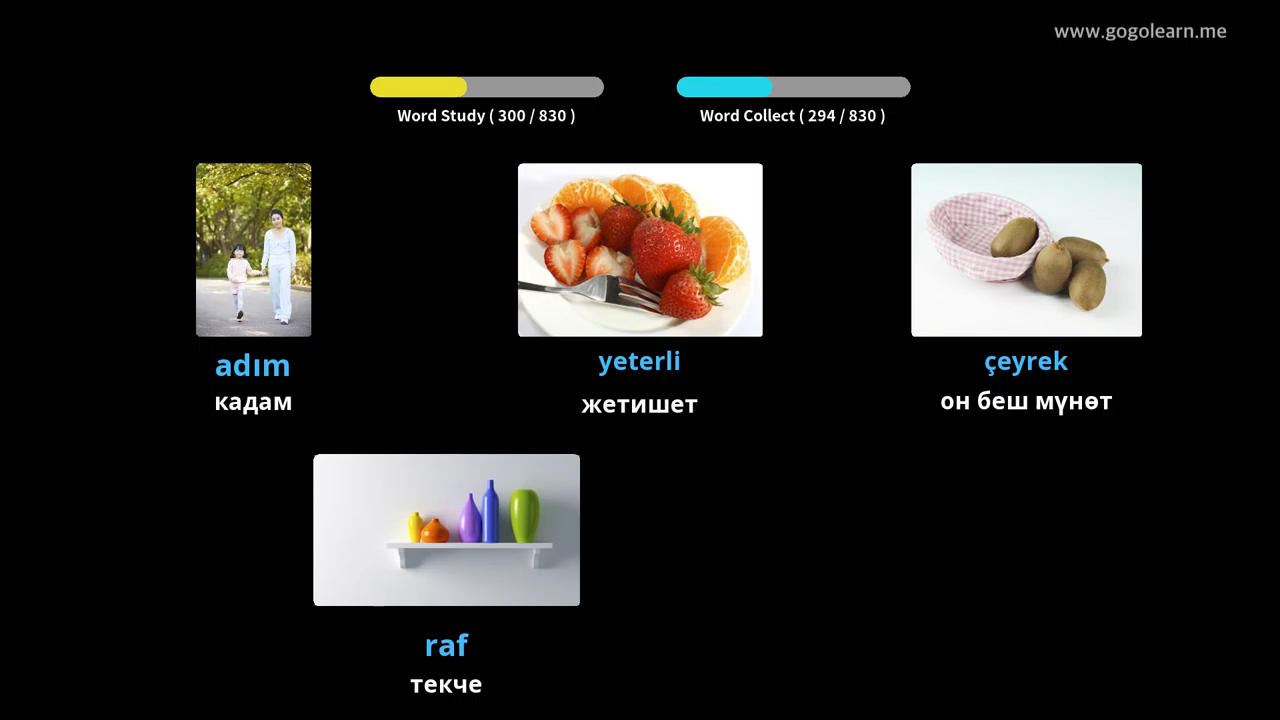 www.gogolearn.me
Word Study ( 300 / 830 )
Word Collect ( 294 / 830 )
adım
кадам
yeterli
жетишет
çeyrek
он беш мүнөт
raf
текче